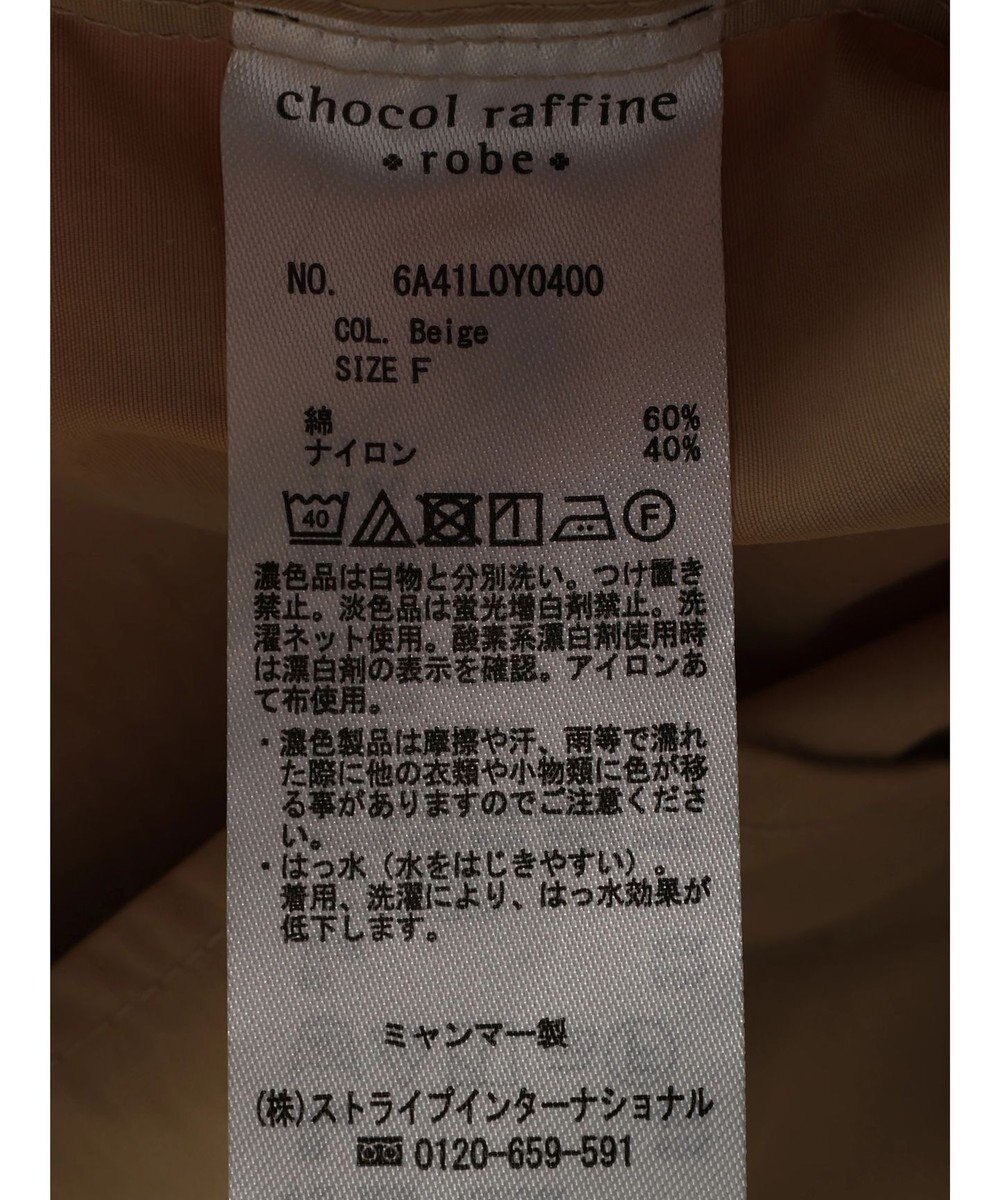 chocol raffine
robe
NO. 6A41L0Y0400
COL. Beige
SIZE F
綿 60%
ナイロン 40%
40 F
濃色品は白物と分別洗い。つけ置き
禁止。淡色品は蛍光増白剤禁止。洗
濯ネット使用。酸素系漂白剤使用時
は漂白剤の表示を確認。アイロンあ
て布使用。
・濃色製品は摩擦や汗、雨等で濡れ
た際に他の衣類や小物類に色が移
る事がありますのでご注意くださ
い。
・はっ水（水をはじきやすい）。
着用、洗濯により、はっ水効果が
低下します。
ミャンマー製
(株)ストライプインターナショナル
0120-659-591